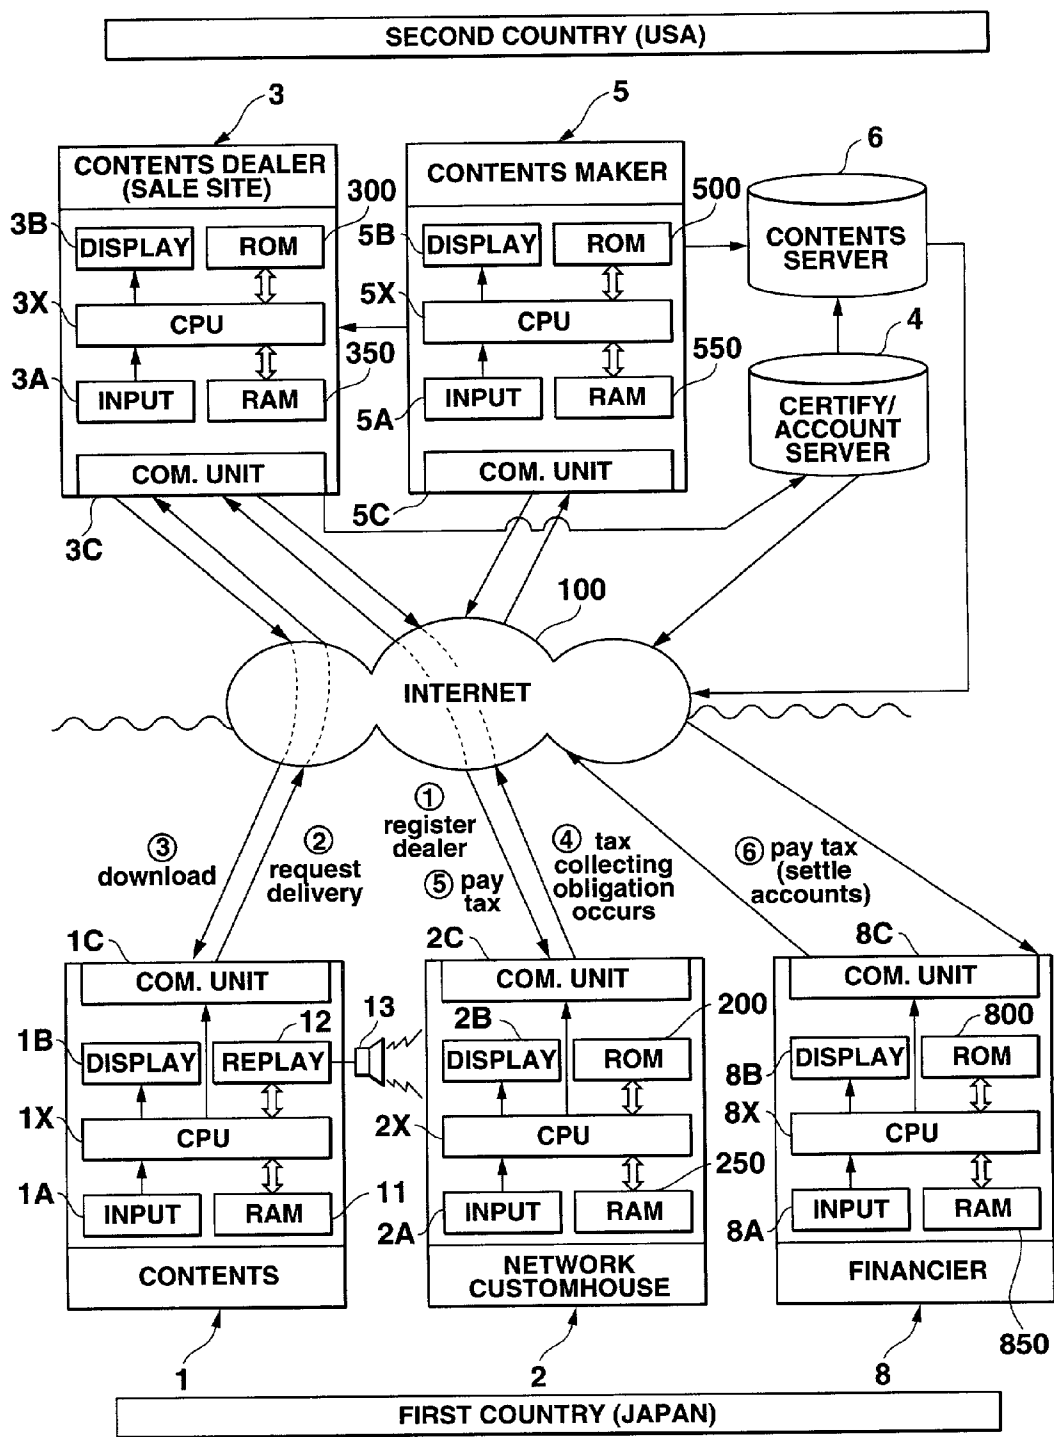 SECOND COUNTRY (USA)
3
5
6
CONTENTS DEALER
(SALE SITE)
300
3B
DISPLAY
ROM
3X
CPU
350
3A
INPUT
RAM
COM. UNIT
3C
CONTENTS MAKER
500
5B
DISPLAY
ROM
5X
CPU
550
5A
INPUT
RAM
COM. UNIT
5C
CONTENTS
SERVER
4
CERTIFY/
ACCOUNT
SERVER
100
INTERNET
③
download
②
request
delivery
①
register
dealer
⑤ pay
tax
④ tax
collecting
obligation
occurs
⑥ pay tax
(settle
accounts)
1C
COM. UNIT
12
13
1B
DISPLAY
REPLAY
1X
CPU
1A
INPUT
RAM
11
CONTENTS
1
2C
COM. UNIT
2B
200
DISPLAY
ROM
2X
CPU
250
2A
INPUT
RAM
NETWORK
CUSTOMHOUSE
2
8C
COM. UNIT
800
8B
DISPLAY
ROM
8X
CPU
8A
INPUT
RAM
FINANCIER
850
8
FIRST COUNTRY (JAPAN)